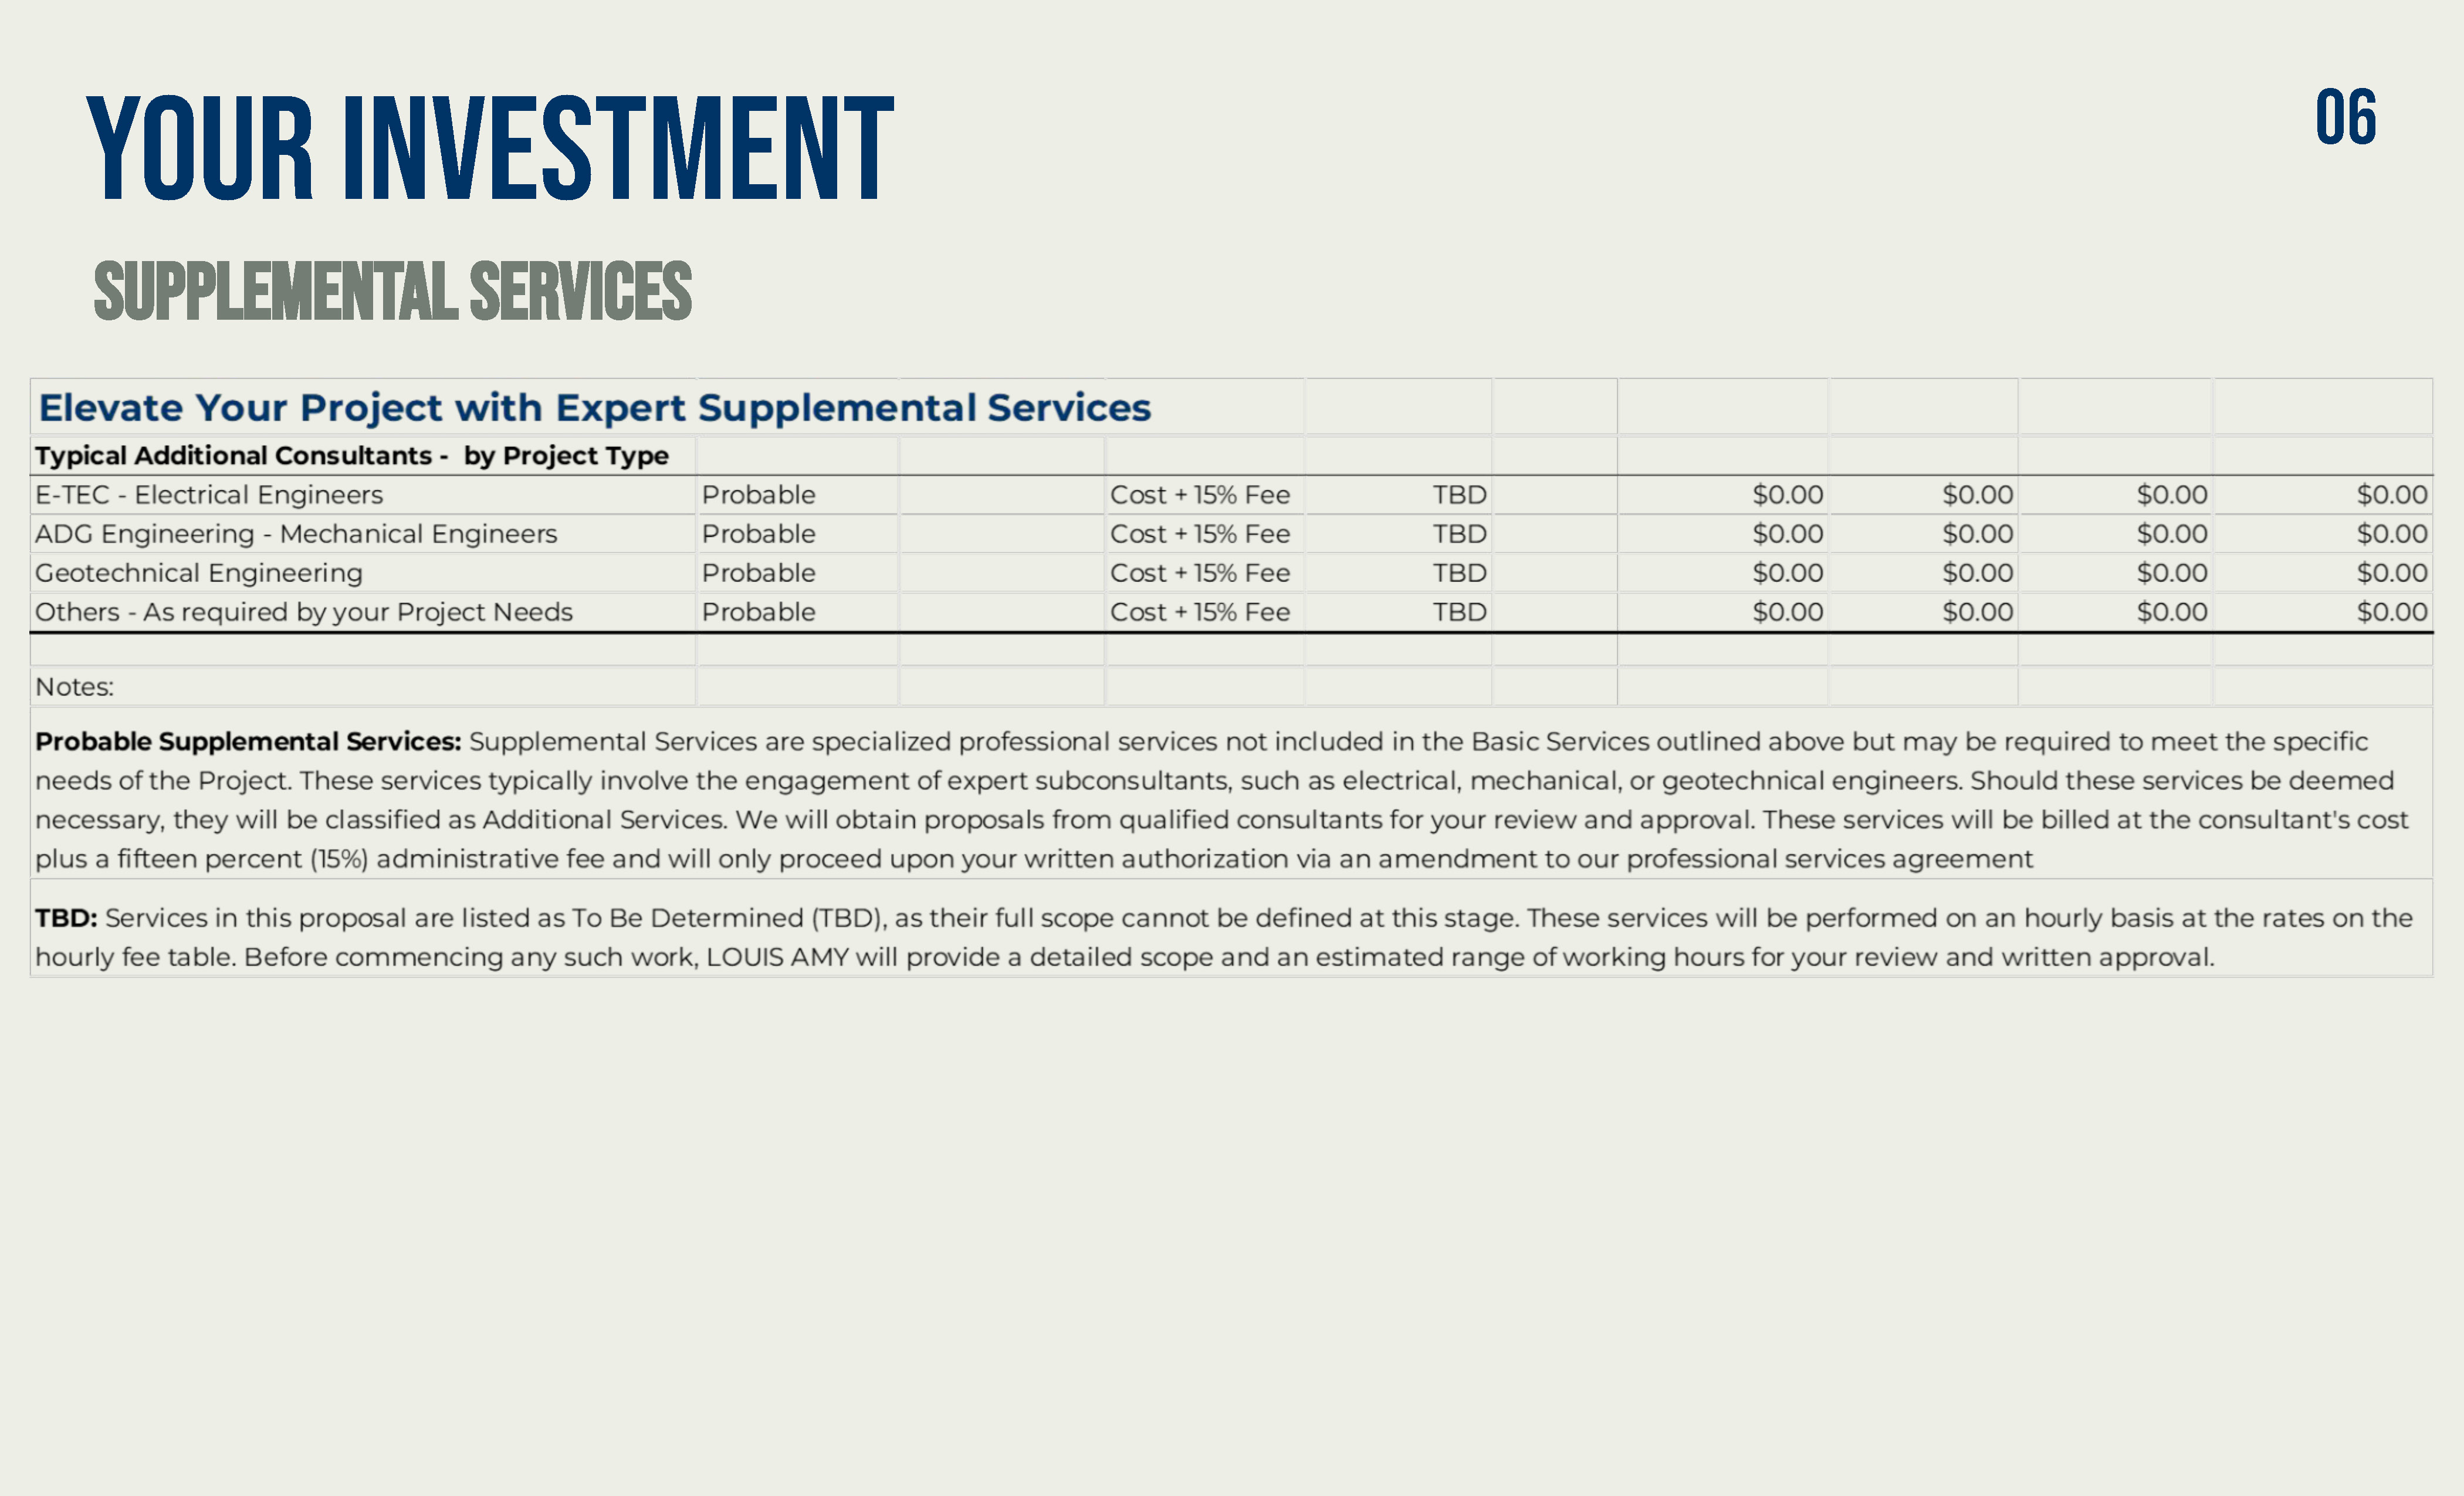 YOUR INVESTMENT
06
SUPPLEMENTAL SERVICES
Elevate Your Project with Expert Supplemental Services
Typical Additional Consultants -  by Project Type
E-TEC - Electrical Engineers Probable Cost + 15% Fee TBD $0.00 $0.00 $0.00 $0.00
ADG Engineering - Mechanical Engineers Probable Cost + 15% Fee TBD $0.00 $0.00 $0.00 $0.00
Geotechnical Engineering Probable Cost + 15% Fee TBD $0.00 $0.00 $0.00 $0.00
Others - As required by your Project Needs Probable Cost + 15% Fee TBD $0.00 $0.00 $0.00 $0.00
Notes:
Probable Supplemental Services: Supplemental Services are specialized professional services not included in the Basic Services outlined above but may be required to meet the specific
needs of the Project. These services typically involve the engagement of expert subconsultants, such as electrical, mechanical, or geotechnical engineers. Should these services be deemed
necessary, they will be classified as Additional Services. We will obtain proposals from qualified consultants for your review and approval. These services will be billed at the consultant's cost
plus a fifteen percent (15%) administrative fee and will only proceed upon your written authorization via an amendment to our professional services agreement
TBD: Services in this proposal are listed as To Be Determined (TBD), as their full scope cannot be defined at this stage. These services will be performed on an hourly basis at the rates on the
hourly fee table. Before commencing any such work, LOUIS AMY will provide a detailed scope and an estimated range of working hours for your review and written approval.